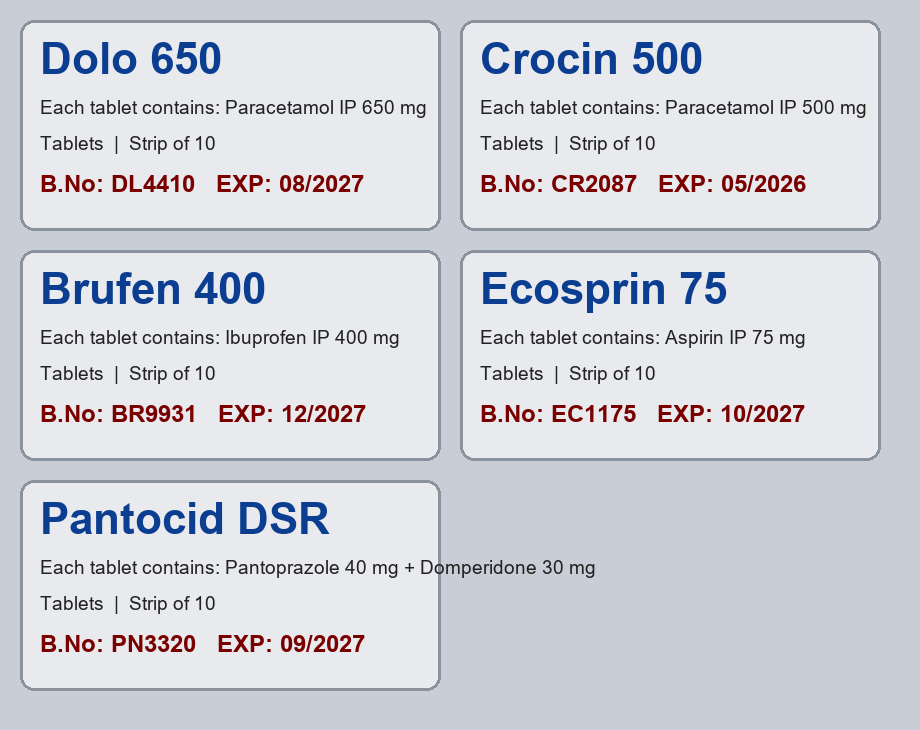 Dolo 650
Each tablet contains: Paracetamol IP 650 mg
Tablets | Strip of 10
B.No: DL4410 EXP: 08/2027
Crocin 500
Each tablet contains: Paracetamol IP 500 mg
Tablets | Strip of 10
B.No: CR2087 EXP: 05/2026
Brufen 400
Each tablet contains: Ibuprofen IP 400 mg
Tablets | Strip of 10
B.No: BR9931 EXP: 12/2027
Ecosprin 75
Each tablet contains: Aspirin IP 75 mg
Tablets | Strip of 10
B.No: EC1175 EXP: 10/2027
Pantocid DSR
Each tablet contains: Pantoprazole 40 mg + Domperidone 30 mg
Tablets | Strip of 10
B.No: PN3320 EXP: 09/2027